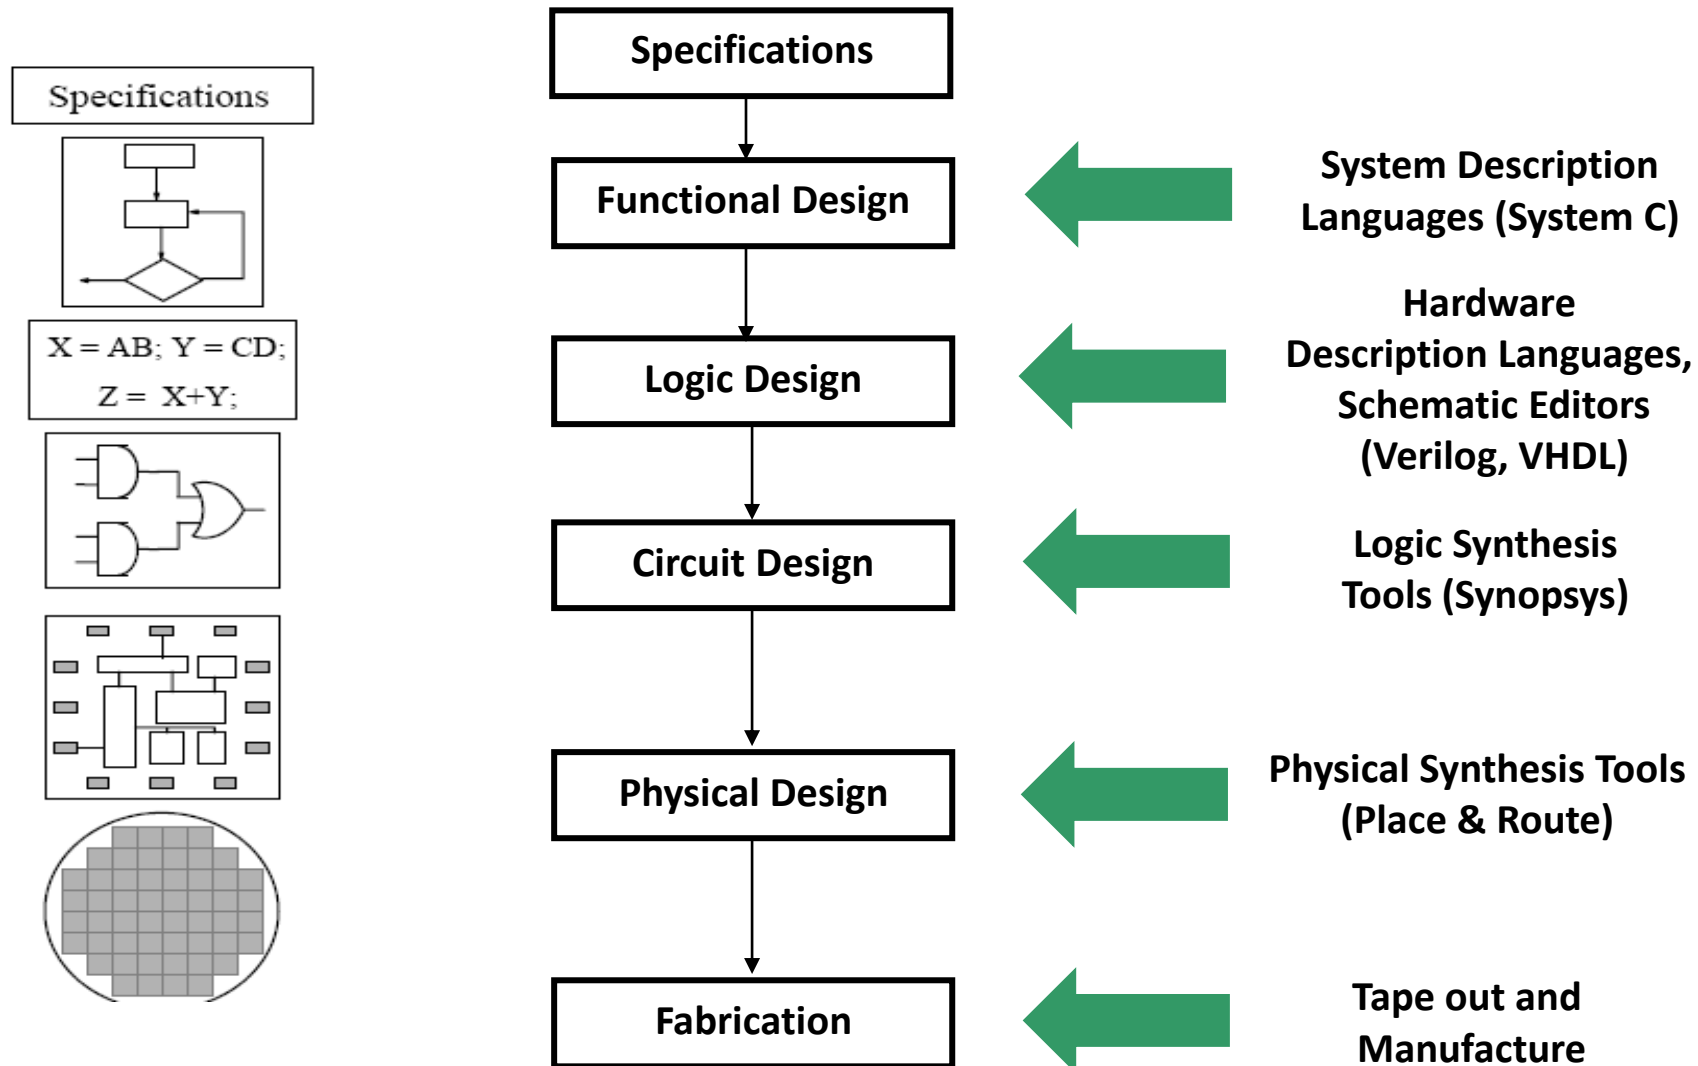 Specifications
X = AB; Y = CD;
Z = X+Y;
Specifications
Functional Design
Logic Design
Circuit Design
Physical Design
Fabrication
System Description
Languages (System C)
Hardware
Description Languages,
Schematic Editors
(Verilog, VHDL)
Logic Synthesis
Tools (Synopsys)
Physical Synthesis Tools
(Place & Route)
Tape out and
Manufacture